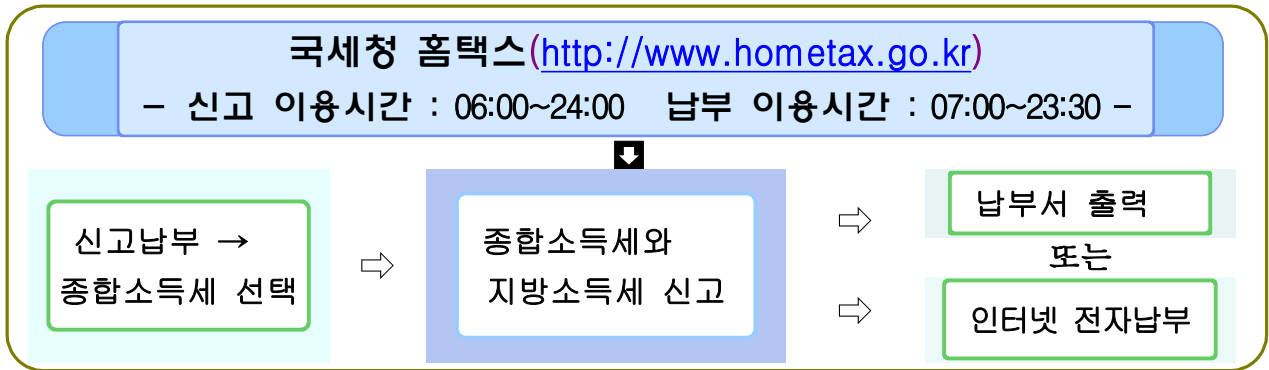 국세청 홈택스(http://www.hometax.go.kr)
- 신고 이용시간 : 06:00~24:00 납부 이용시간 : 07:00~23:30 -
신고납부 →
종합소득세 선택
종합소득세와
지방소득세 신고
납부서 출력
또는
인터넷 전자납부